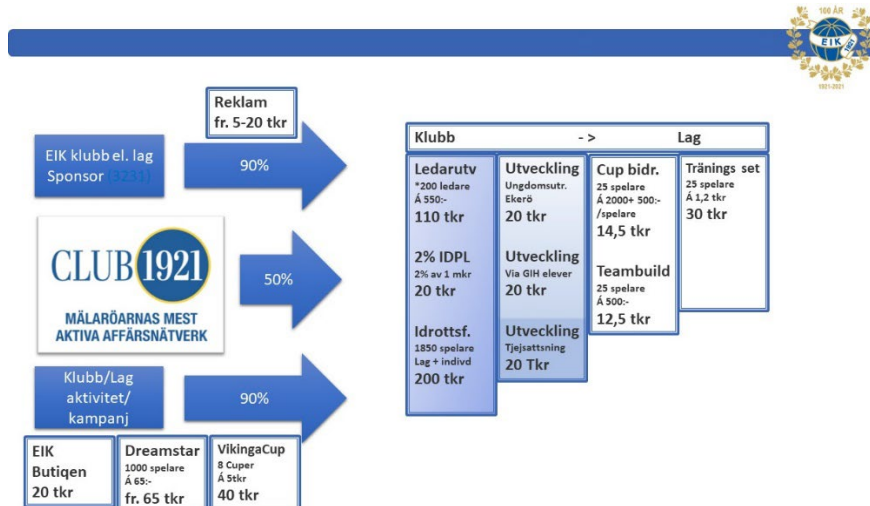 100 ÅR
EIK
1921
1921-2021
Reklam
fr. 5-20 tkr
EIK klubb el. lag
Sponsor (3231)
90%
CLUB 1921
MÄLARÖARNAS MEST
AKTIVA AFFÄRSNÄTVERK
50%
Klubb/Lag
aktivitet/
kampanj
90%
EIK
Butiqen
20 tkr
Dreamstar
1000 spelare
Á 65:-
fr. 65 tkr
VikingaCup
8 Cuper
Á 5tkr
40 tkr
Klubb - > Lag
Ledarutv
*200 ledare
Á 550:-
110 tkr
2% IDPL
2% av 1 mkr
20 tkr
Idrottsf.
1850 spelare
Lag + individ
200 tkr
Utveckling
Ungdomsutr.
Ekerö
20 tkr
Utveckling
Via GIH elever
20 tkr
Utveckling
Tjejsattsning
20 Tkr
Cup bidr.
25 spelare
Á 2000+ 500:-
/spelare
14,5 tkr
Teambuild
25 spelare
Á 500:-
12,5 tkr
Tränings set
25 spelare
Á 1,2 tkr
30 tkr